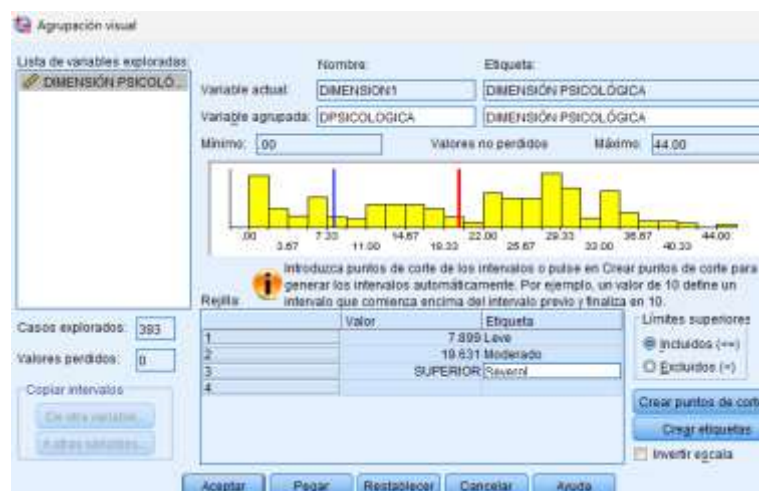 Agrupación visual
Lista de variables exploradas:
Nombre:
Etiqueta:
DIMENSIÓN PSICOLÓ...
Variable actual:
DIMENSION1
DIMENSIÓN PSICOLÓGICA
Variable agrupada:
DPSICOLOGICA
DIMENSIÓN PSICOLÓGICA
Mínimo:
.00
Valores no perdidos
Máximo:
44.00
.00 7.33 14.67 22.00 29.33 36.67 44.00
3.67 11.00 18.33 25.67 33.00 40.33
Introduzca puntos de corte de los intervalos o pulse en Crear puntos de corte para
generar los intervalos automáticamente. Por ejemplo, un
valor de 10 define un
intervalo que comienza encima del intervalo previo y finaliza
en 10.
Rejilla:
Casos explorados: 393
Valores perdidos: 0
Copiar intervalos
De otra variable...
A otras variables...
Valor Etiqueta
1 7.899 Leve
2 19.631 Moderado
3 SUPERIOR
4
Límites superiores
Incluidos (<=)
Excluidos (<)
Crear puntos de corte
Crear etiquetas
Invertir escala
Aceptar Pegar Restablecer Cancelar Ayuda